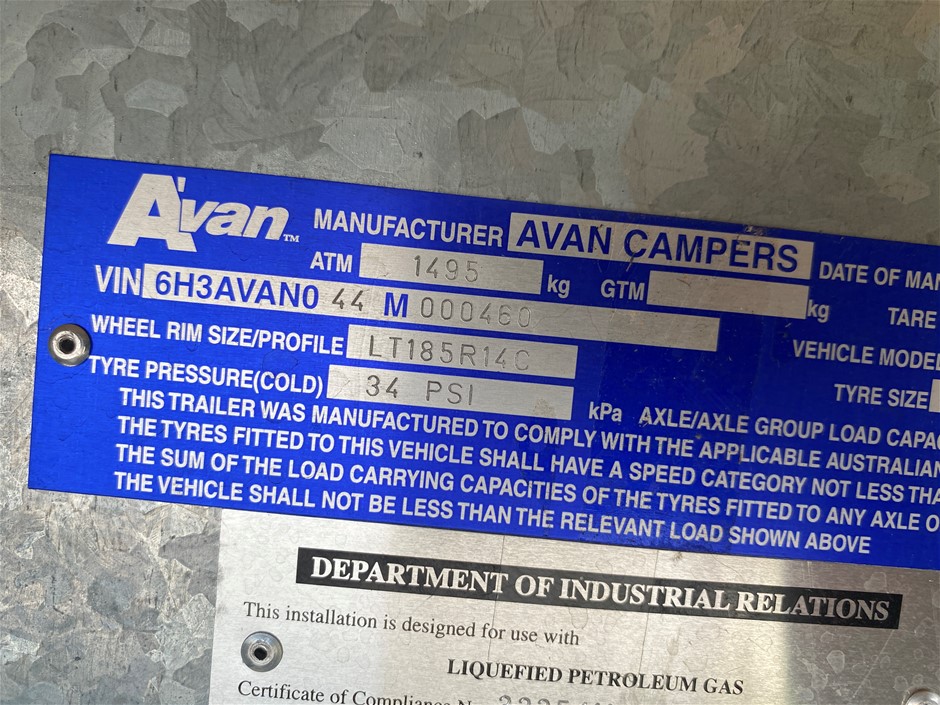 A'van™ MANUFACTURER AVAN CAMPERS DATE OF
ATM 1495 kg GTM kg TARE
VIN 6H3AVAN0 44 M 000460
WHEEL RIM SIZE/PROFILE LT185R14C VEHICLE MODEL
TYRE PRESSURE(COLD) 34 PSI kPa TYRE SIZE
AXLE/AXLE GROUP LOAD
THIS TRAILER WAS MANUFACTURED TO COMPLY WITH THE APPLICABLE AUSTRALIAN
THE TYRES FITTED TO THIS VEHICLE SHALL HAVE A SPEED CATEGORY NOT LESS
THE SUM OF THE LOAD CARRYING CAPACITIES OF THE TYRES FITTED TO ANY AXLE
THE VEHICLE SHALL NOT BE LESS THAN THE RELEVANT LOAD SHOWN ABOVE
DEPARTMENT OF INDUSTRIAL RELATIONS
This installation is designed for use with
LIQUEFIED PETROLEUM GAS
Certificate of Compliance